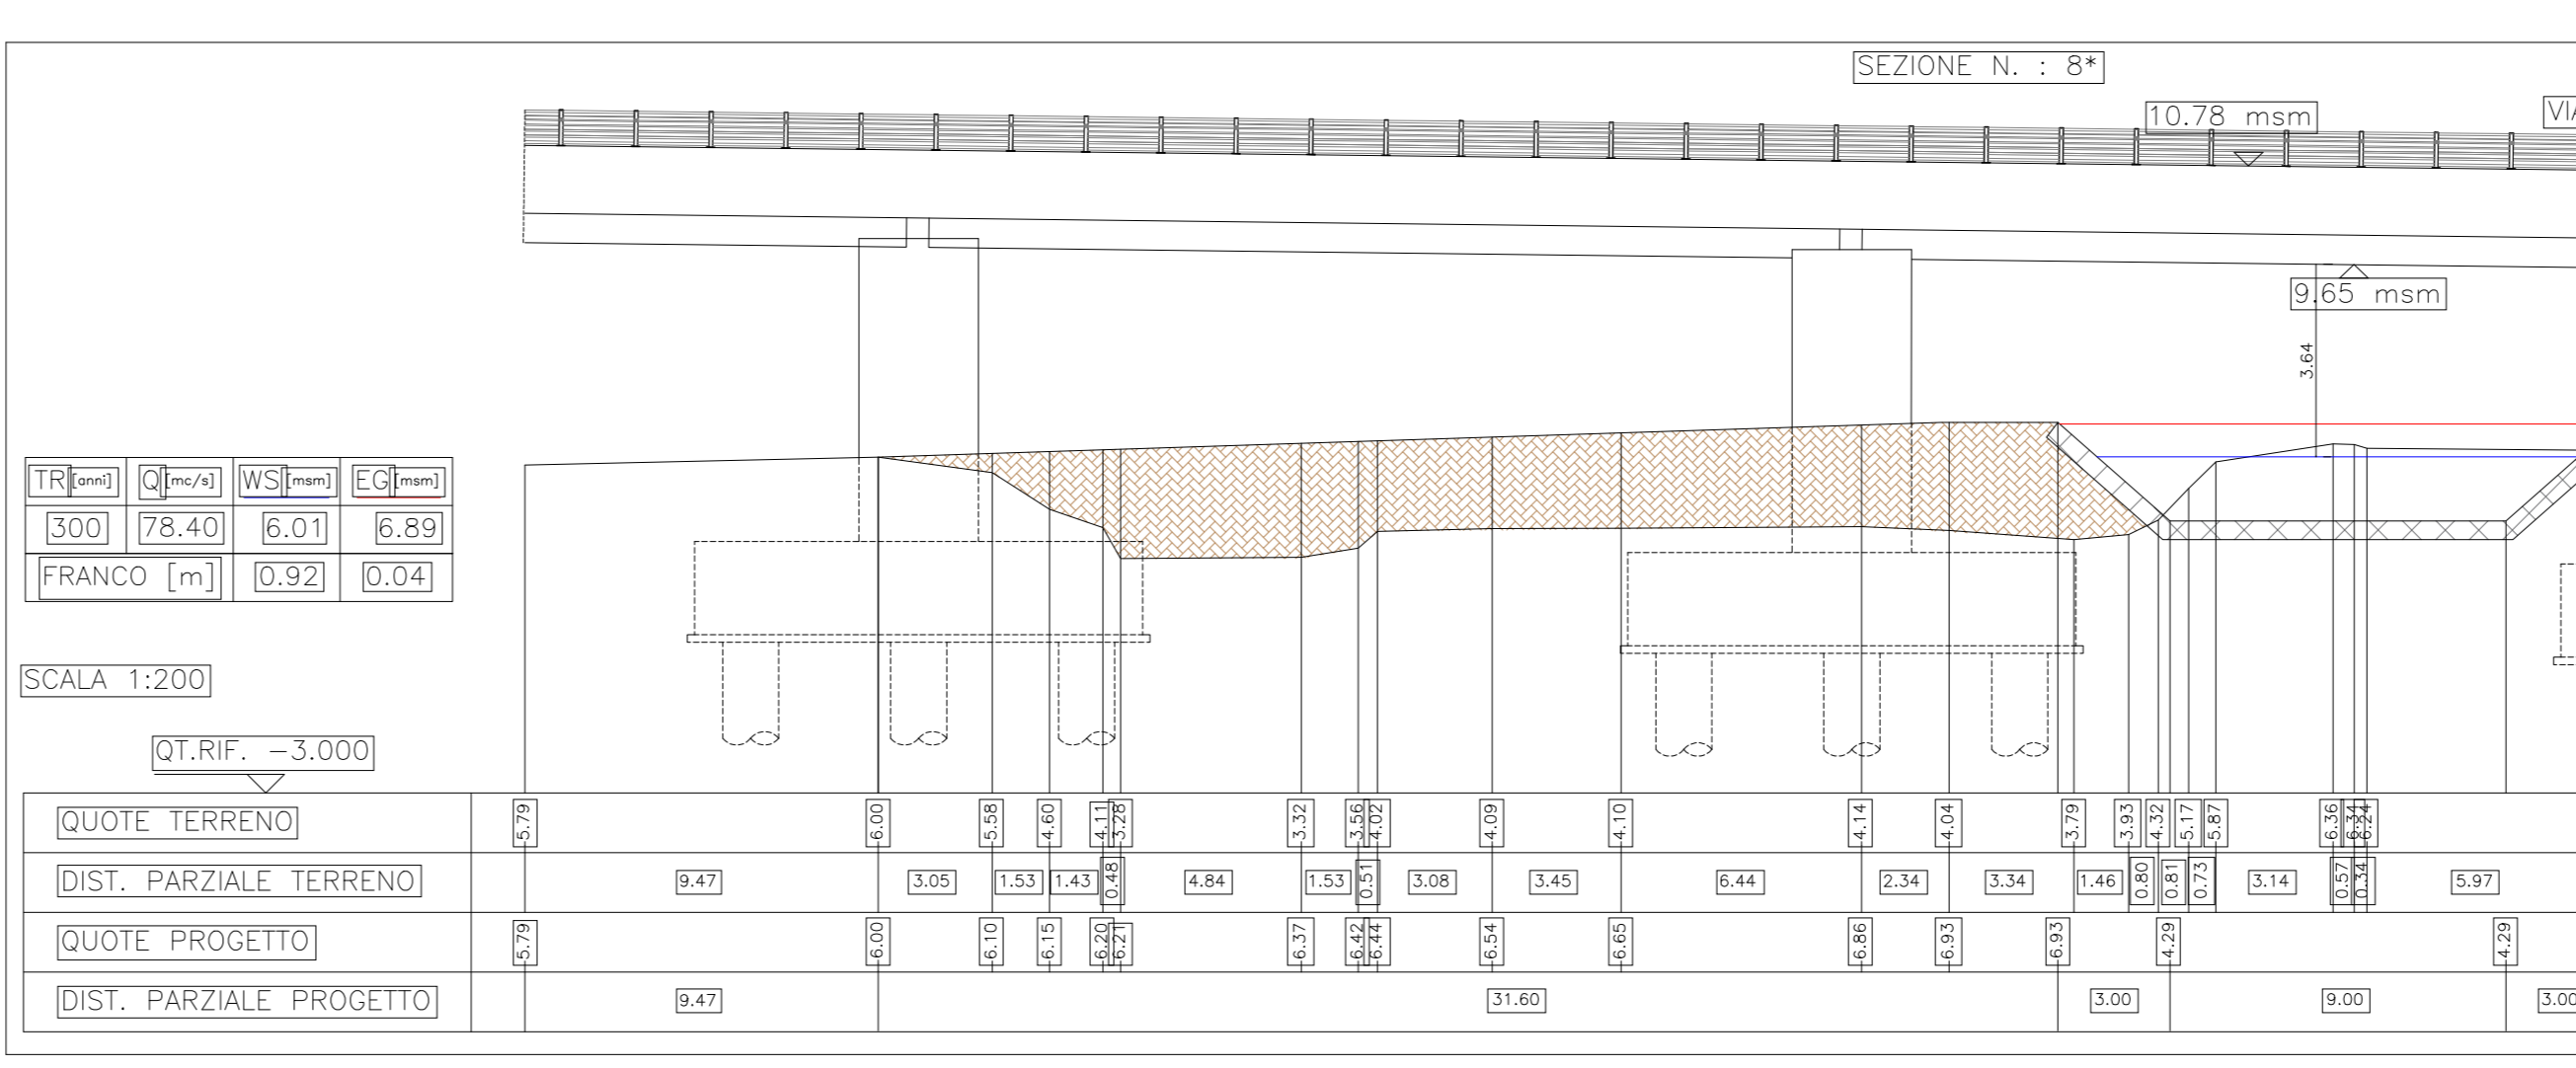 SEZIONE N. : 8*
10.78 msm
9.65 msm
3.64
TR [anni] Q [mc/s] WS [msm] EG [msm]
300 78.40 6.01 6.89
FRANCO [m] 0.92 0.04
SCALA 1:200
QT.RIF. -3.000
QUOTE TERRENO 5.79 6.00 5.58 4.60 4.11 3.28 3.32 3.56 4.02 4.09 4.10 4.14 4.04 3.79 3.93 4.32 5.17 5.87 6.36 6.34 6.24
DIST. PARZIALE TERRENO 9.47 3.05 1.53 1.43 0.48 4.84 1.53 0.51 3.08 3.45 6.44 2.34 3.34 1.46 0.80 0.81 0.73 3.14 0.57 0.34 5.97
QUOTE PROGETTO 5.79 6.00 6.10 6.15 6.20 6.21 6.37 6.42 6.44 6.54 6.65 6.86 6.93 6.93 4.29 4.29
DIST. PARZIALE PROGETTO 9.47 31.60 3.00 9.00 3.00